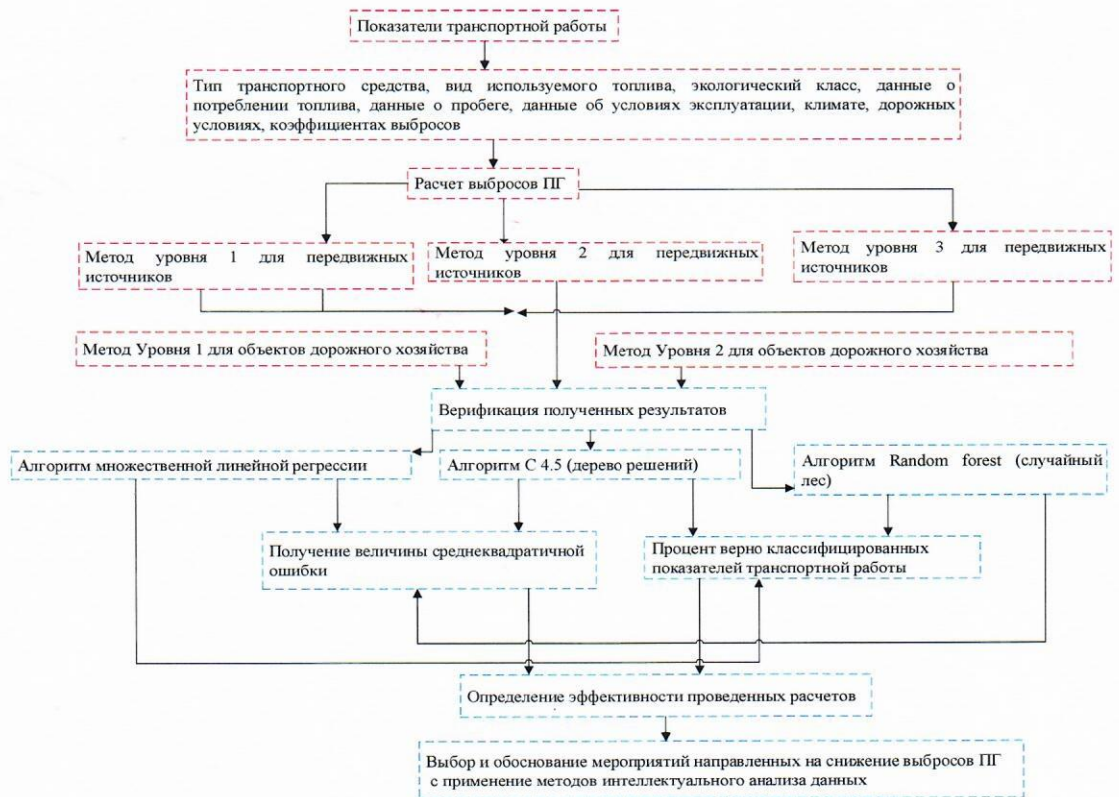 Показатели транспортной работы
Тип транспортного средства, вид используемого топлива, экологический класс, данные о
потреблении топлива, данные о пробеге, данные об условиях эксплуатации, климате, дорожных
условиях, коэффициентах выбросов
Расчет выбросов ПГ
Метод уровня 1 для передвижных
источников
Метод уровня 2 для передвижных
источников
Метод уровня 3 для передвижных
источников
Метод Уровня 1 для объектов дорожного хозяйства
Метод Уровня 2 для объектов дорожного хозяйства
Верификация полученных результатов
Алгоритм множественной линейной регрессии
Алгоритм С 4.5 (дерево решений)
Алгоритм Random forest (случайный
лес)
Получение величины среднеквадратичной
ошибки
Процент верно классифицированных
показателей транспортной работы
Определение эффективности проведенных расчетов
Выбор и обоснование мероприятий направленных на снижение выбросов ПГ
с применение методов интеллектуального анализа данных